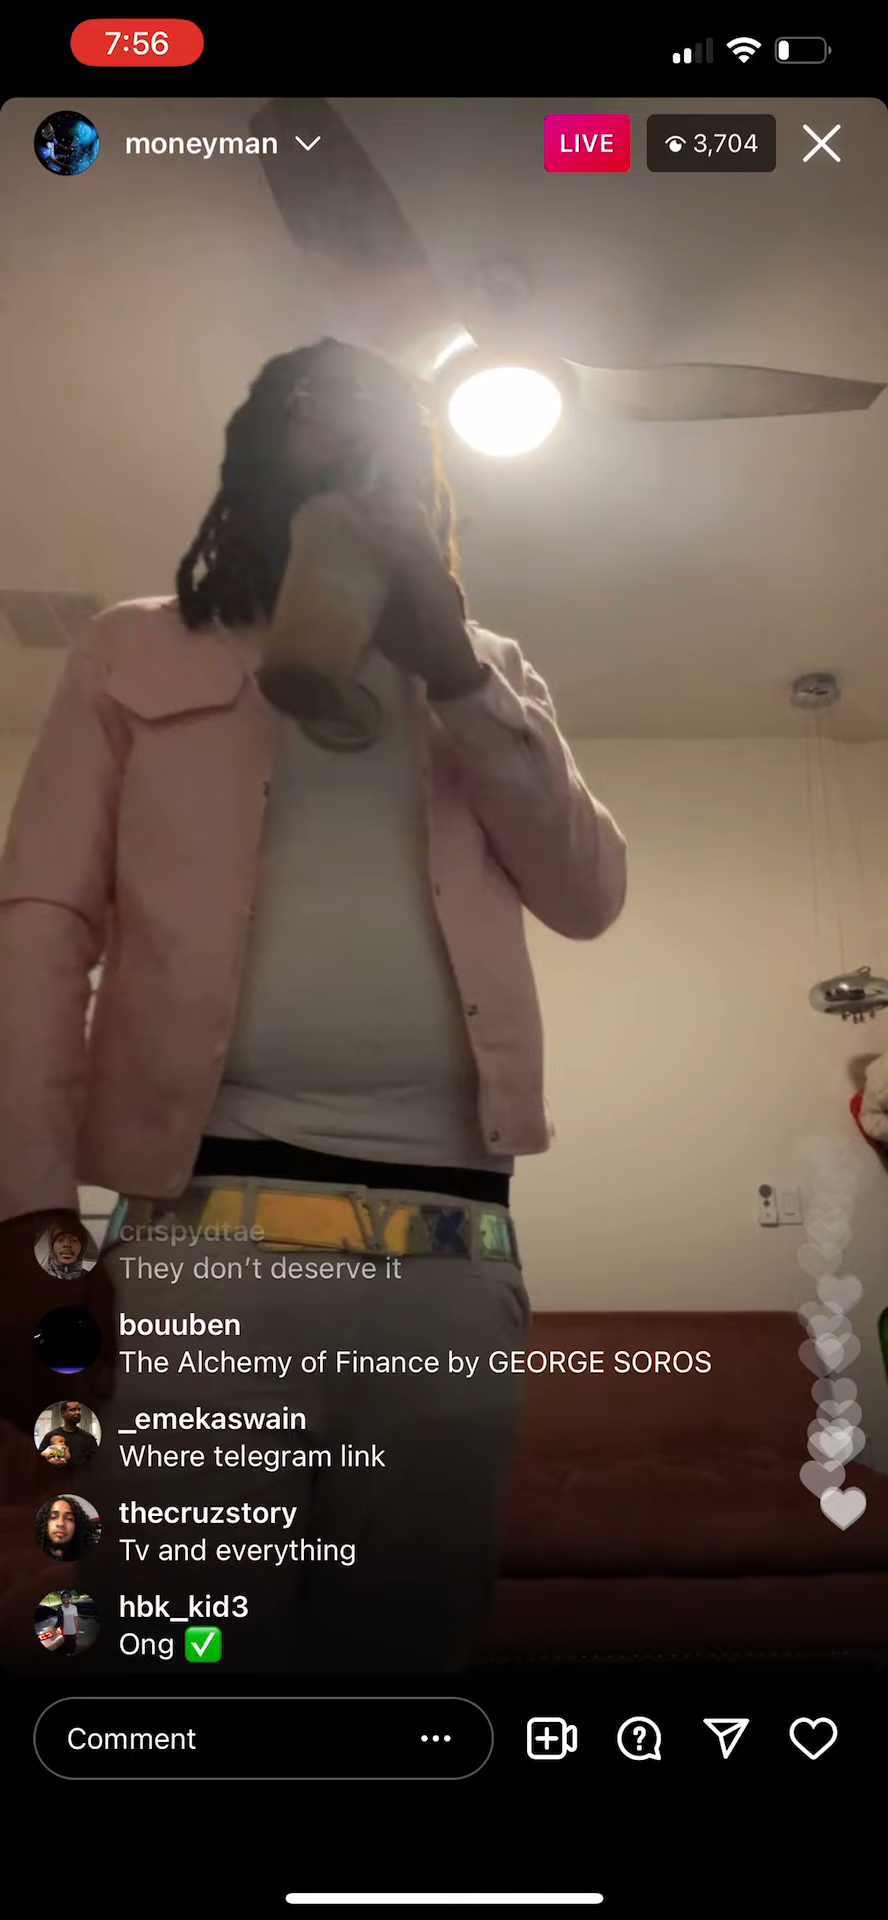 7:56
moneyman
LIVE
3,704
crispydtae
They don't deserve it
bouuben
The Alchemy of Finance by GEORGE SOROS
_emekaswain
Where telegram link
thecruzstory
Tv and everything
hbk_kid3
Ong ✅
Comment